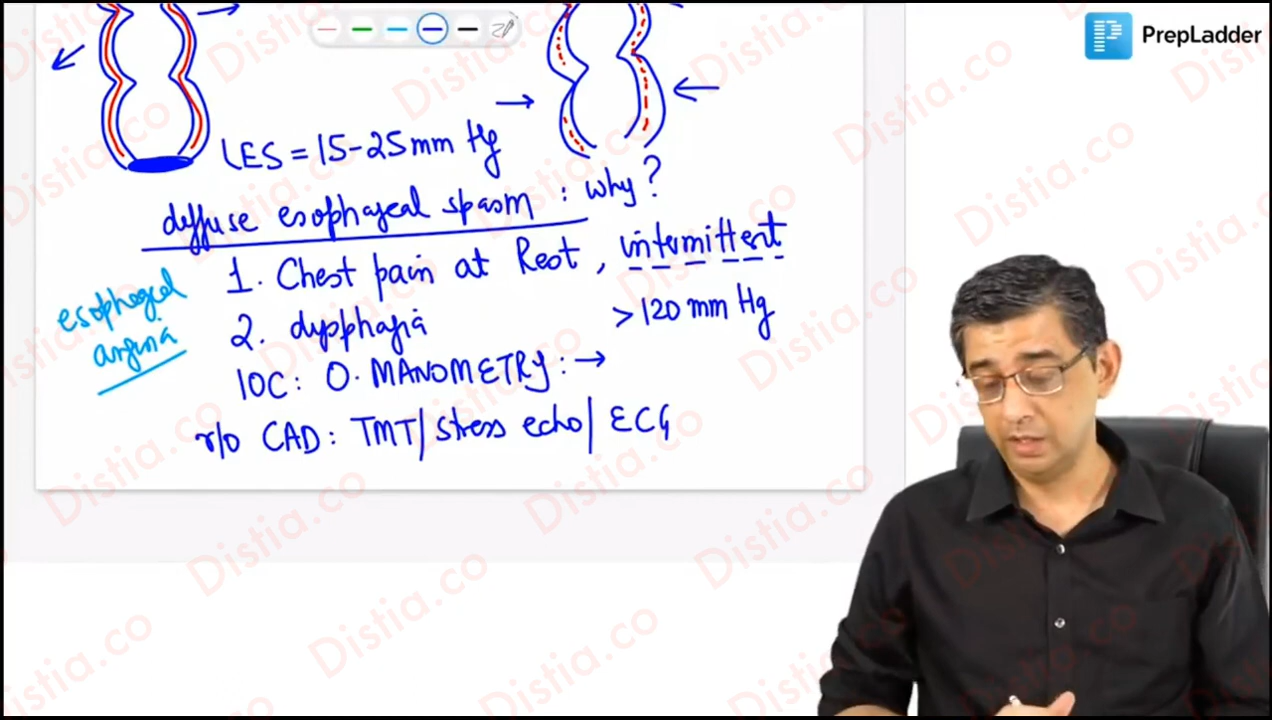 PrepLadder
LES = 15-25 mm Hg
diffuse esophageal spasm : why?
1. Chest pain at Rest, intermittent
esophageal angina
2. dysphagia
> 120 mm Hg
IOC: O. MANOMETRY: →
r/o CAD: TMT/ stress echo/ ECG
Distia.co